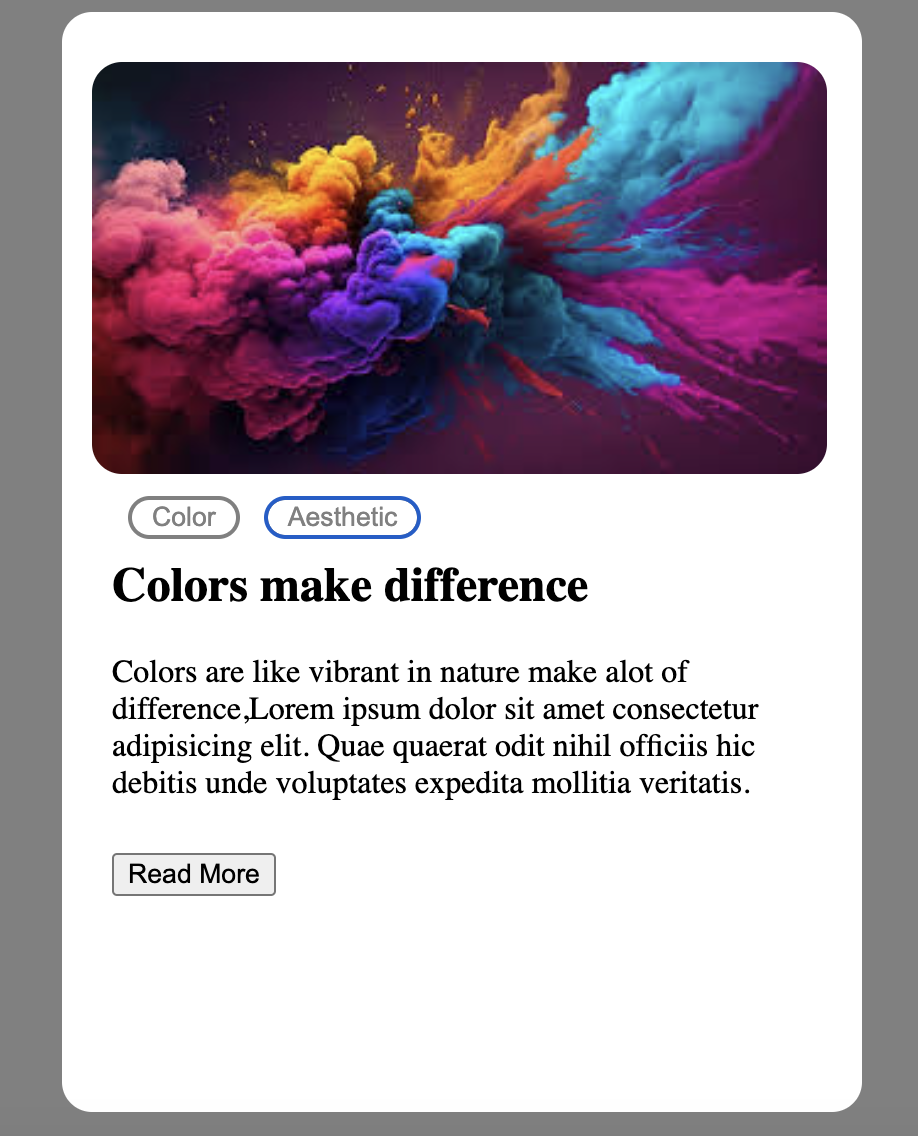 Color Aesthetic
Colors make difference
Colors are like vibrant in nature make alot of
difference,Lorem ipsum dolor sit amet consectetur
adipisicing elit. Quae quaerat odit nihil officiis hic
debitis unde voluptates expedita mollitia veritatis.
Read More